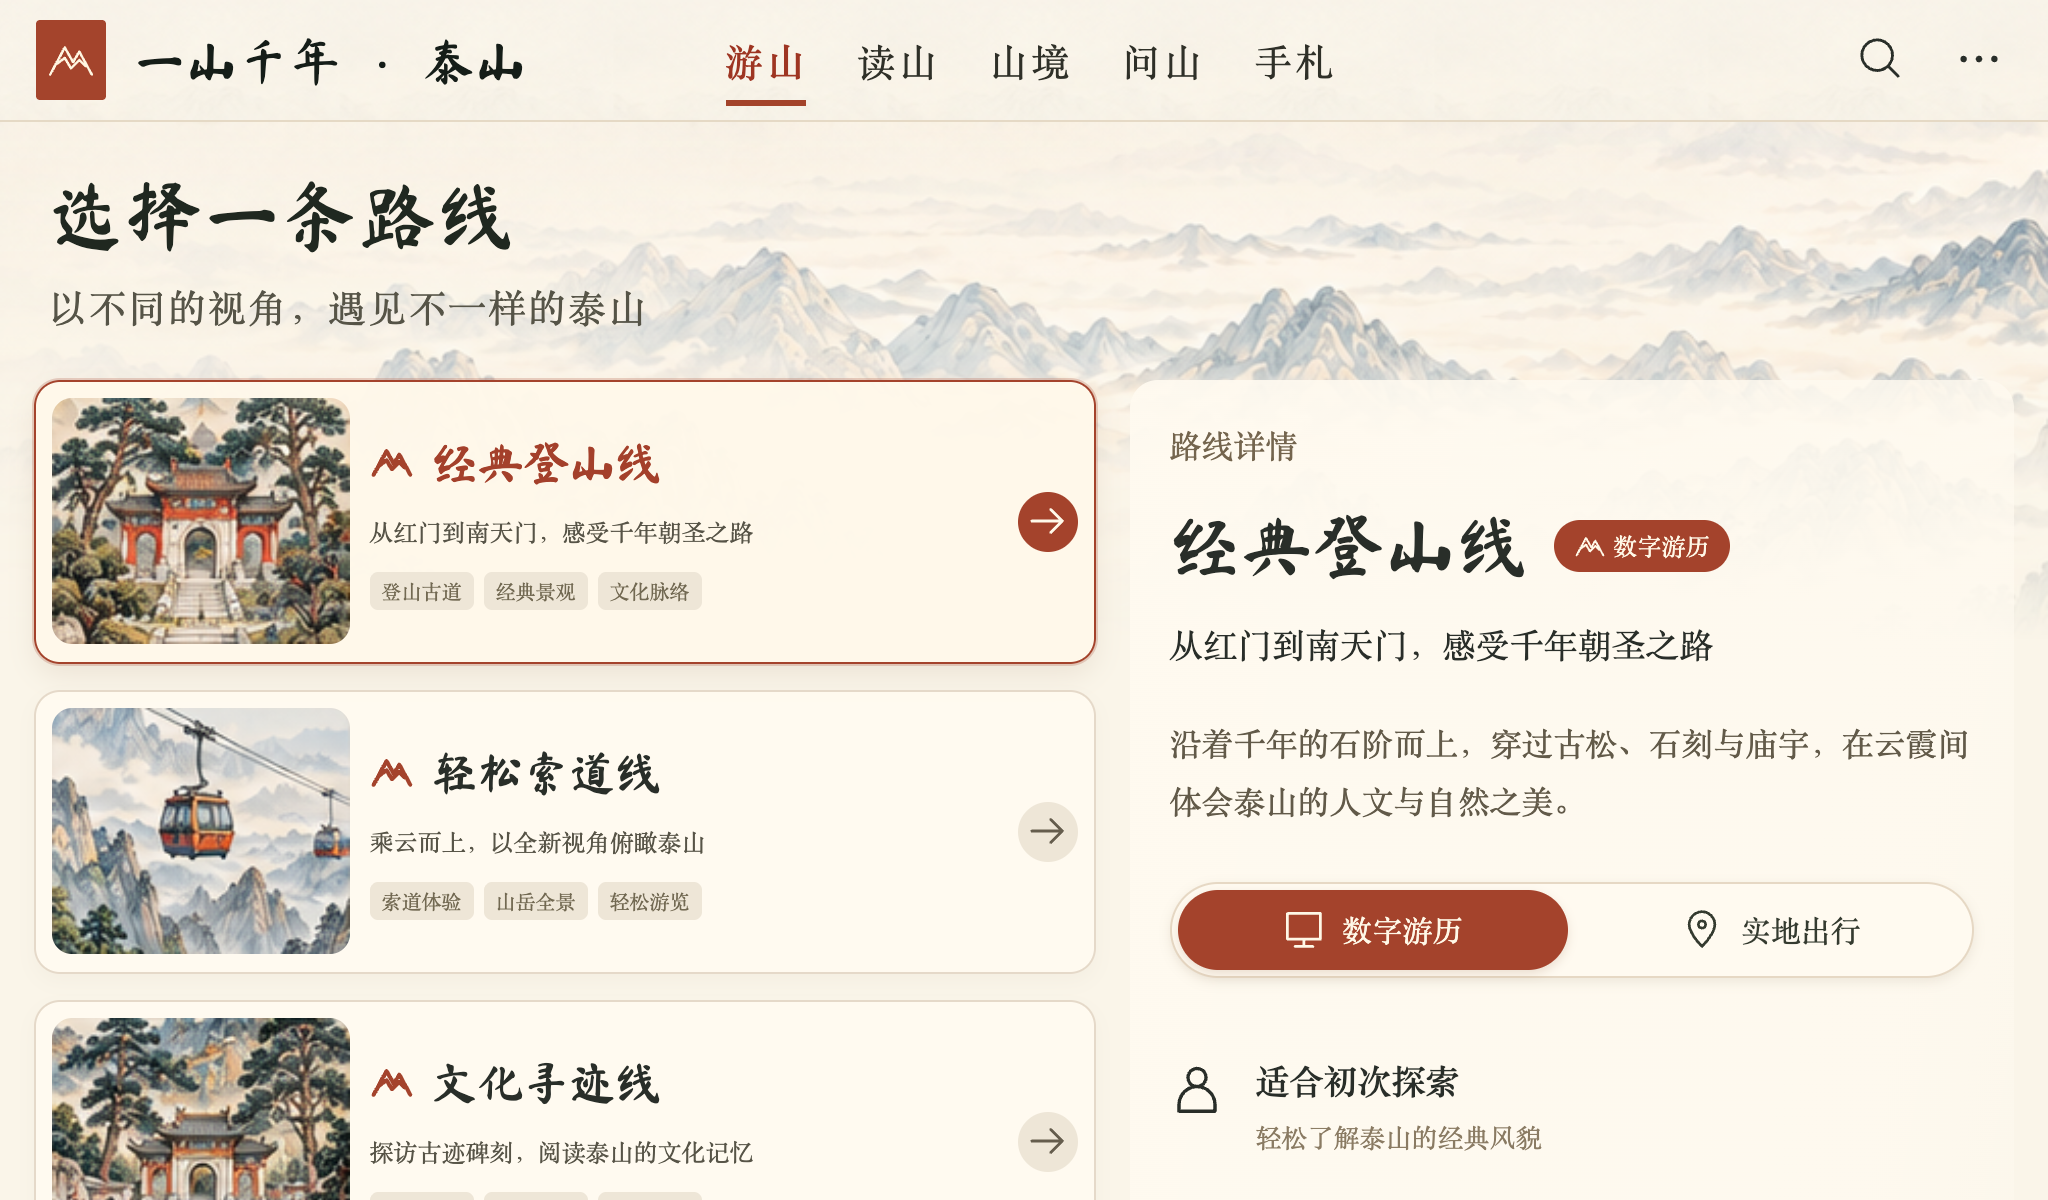 一山千年 · 泰山
游山 读山 山境 问山 手札
选择一条路线
以不同的视角，遇见不一样的泰山
经典登山线
从红门到南天门，感受千年朝圣之路
登山古道 经典景观 文化脉络
轻松索道线
乘云而上，以全新视角俯瞰泰山
索道体验 山岳全景 轻松游览
文化寻迹线
探访古迹碑刻，阅读泰山的文化记忆
路线详情
经典登山线 数字游历
从红门到南天门，感受千年朝圣之路
沿着千年的石阶而上，穿过古松、石刻与庙宇，在云霞间
体会泰山的人文与自然之美。
数字游历 实地出行
适合初次探索
轻松了解泰山的经典风貌